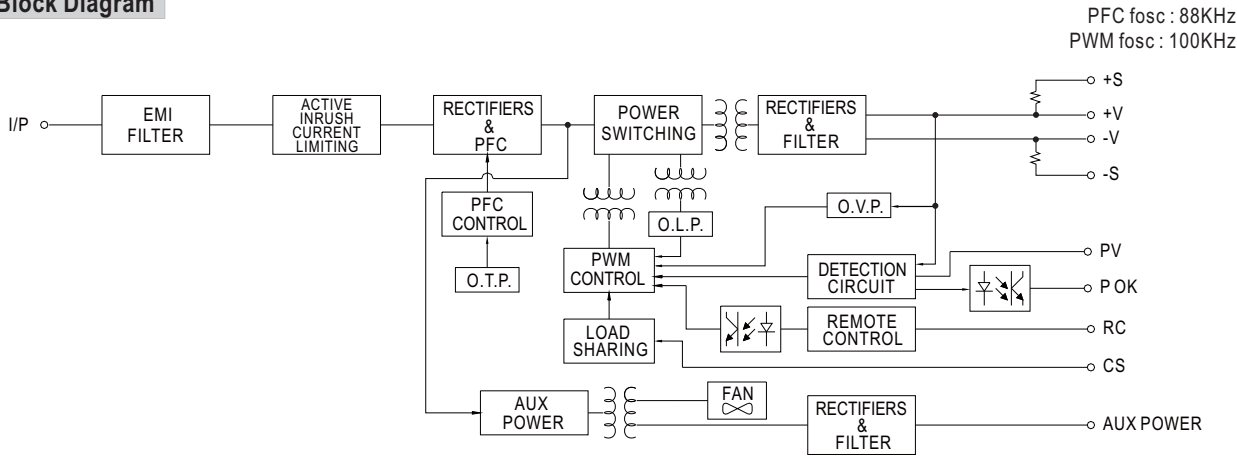 Block Diagram
PFC fosc : 88KHz
PWM fosc : 100KHz
I/P
EMI
FILTER
ACTIVE
INRUSH
CURRENT
LIMITING
RECTIFIERS
&
PFC
POWER
SWITCHING
RECTIFIERS
&
FILTER
+S
+V
-V
-S
PFC
CONTROL
O.L.P.
O.V.P.
O.T.P.
PWM
CONTROL
DETECTION
CIRCUIT
PV
P OK
LOAD
SHARING
REMOTE
CONTROL
RC
CS
AUX
POWER
FAN
RECTIFIERS
&
FILTER
AUX POWER